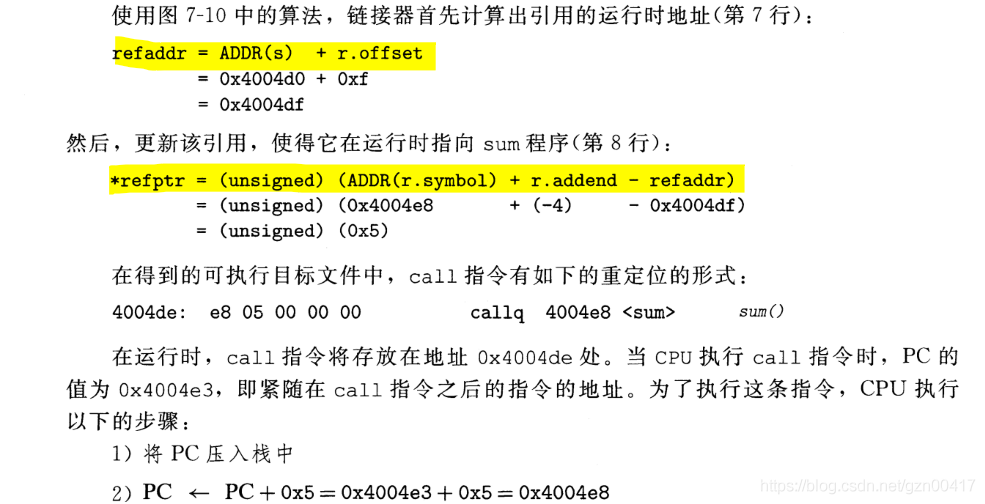 使用图 7-10 中的算法，链接器首先计算出引用的运行时地址(第 7 行)：
refaddr = ADDR(s) + r.offset
= 0x4004d0 + 0xf
= 0x4004df
然后，更新该引用，使得它在运行时指向 sum 程序(第 8 行)：
*refptr = (unsigned) (ADDR(r.symbol) + r.addend - refaddr)
= (unsigned) (0x4004e8 + (-4) - 0x4004df)
= (unsigned) (0x5)
在得到的可执行目标文件中，call 指令有如下的重定位的形式：
4004de: e8 05 00 00 00 callq 4004e8 <sum> sum()
在运行时，call 指令将存放在地址 0x4004de 处。当 CPU 执行 call 指令时，PC 的
值为 0x4004e3，即紧随在 call 指令之后的指令的地址。为了执行这条指令，CPU 执行
以下的步骤：
1) 将 PC 压入栈中
2) PC ← PC + 0x5 = 0x4004e3 + 0x5 = 0x4004e8
https://blog.csdn.net/gzn00417